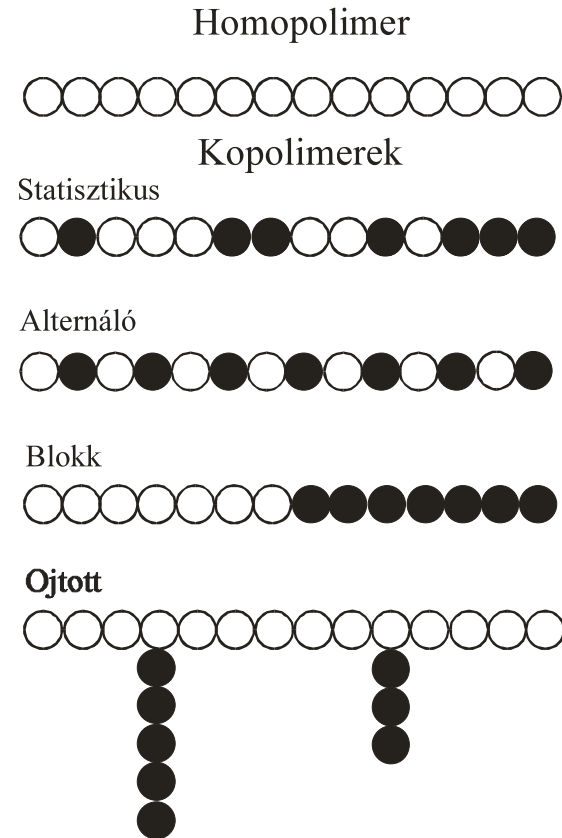 Homopolimer
Kopolimerek
Statisztikus
Alternáló
Blokk
Ojtott